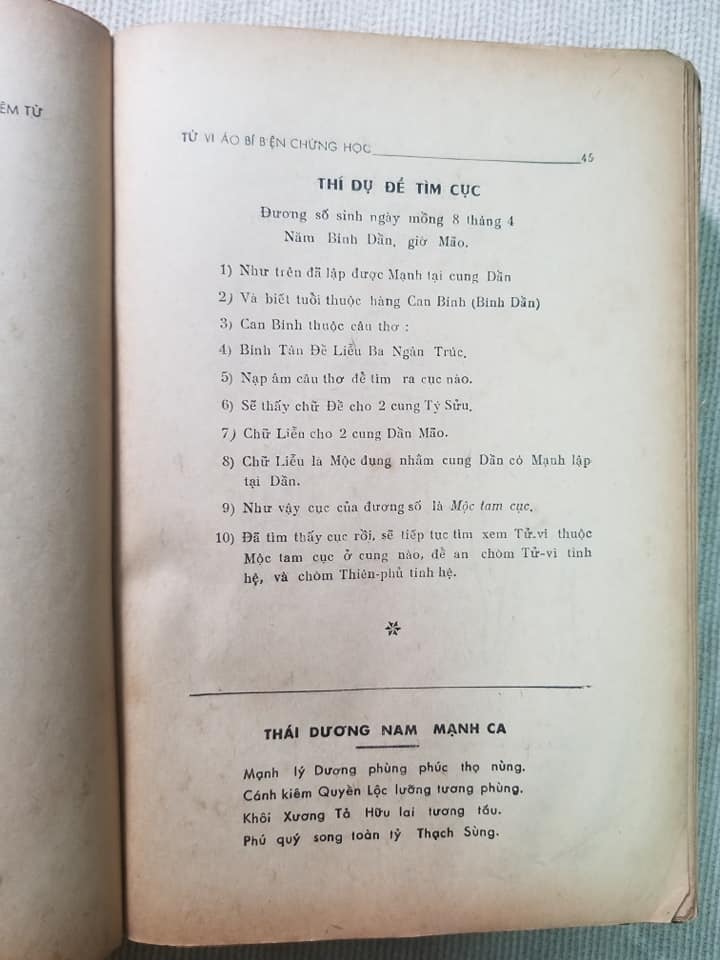 ÊM TỪ
TỬ VI ÁO BÍ BIỆN CHỨNG HỌC 45
THÍ DỤ ĐỂ TÌM CỤC
Đương số sinh ngày mồng 8 tháng 4
Năm Bính Dần, giờ Mão.
1) Như trên đã lập được Mạnh tại cung Dần
2) Và biết tuổi thuộc hàng Can Bính (Bính Dần)
3) Can Bính thuộc câu thơ :
4) Bính Tân Đề Liễu Ba Ngân Trúc.
5) Nạp âm câu thơ để tìm ra cục nào.
6) Sẽ thấy chữ Đề cho 2 cung Tý Sửu.
7) Chữ Liễu cho 2 cung Dần Mão.
8) Chữ Liễu là Mộc đụng nhâm cung Dần có Mạnh lập
tại Dần.
9) Như vậy cục của đương số là Mộc tam cục.
10) Đã tìm thấy cục rồi, sẽ tiếp tục tìm xem Tử-vi thuộc
Mộc tam cục ở cung nào, để an chòm Tử-vi tinh
hệ, và chòm Thiên-phủ tinh hệ.
THÁI DƯƠNG NAM MẠNH CA
Mạnh lý Dương phùng phúc thọ nùng.
Cánh kiêm Quyền Lộc lưỡng tương phùng.
Khôi Xương Tả Hữu lai tương tấu.
Phú quý song toàn tỷ Thạch Sùng.